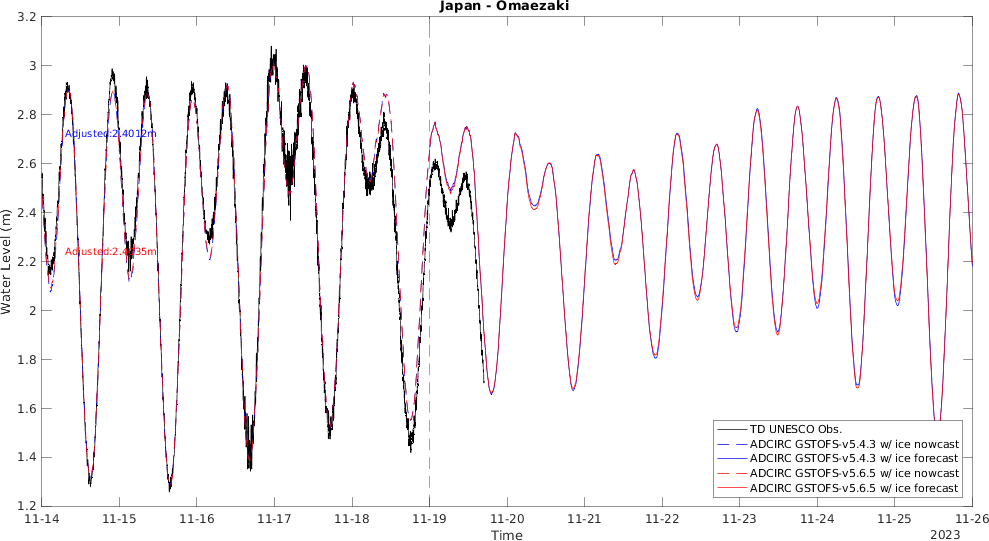 Japan - Omaezaki
3.2
3
2.8
2.6
2.4
2.2
2
1.8
1.6
1.4
1.2
Water Level (m)
Adjusted:2.4012m
TD UNESCO Obs.
ADCIRC GSTOFS-v5.4.3 w/ ice nowcast
ADCIRC GSTOFS-v5.4.3 w/ ice forecast
ADCIRC GSTOFS-v5.6.5 w/ ice nowcast
ADCIRC GSTOFS-v5.6.5 w/ ice forecast
11-14 11-15 11-16 11-17 11-18 11-19 11-20 11-21 11-22 11-23 11-24 11-25 11-26
Time
2023